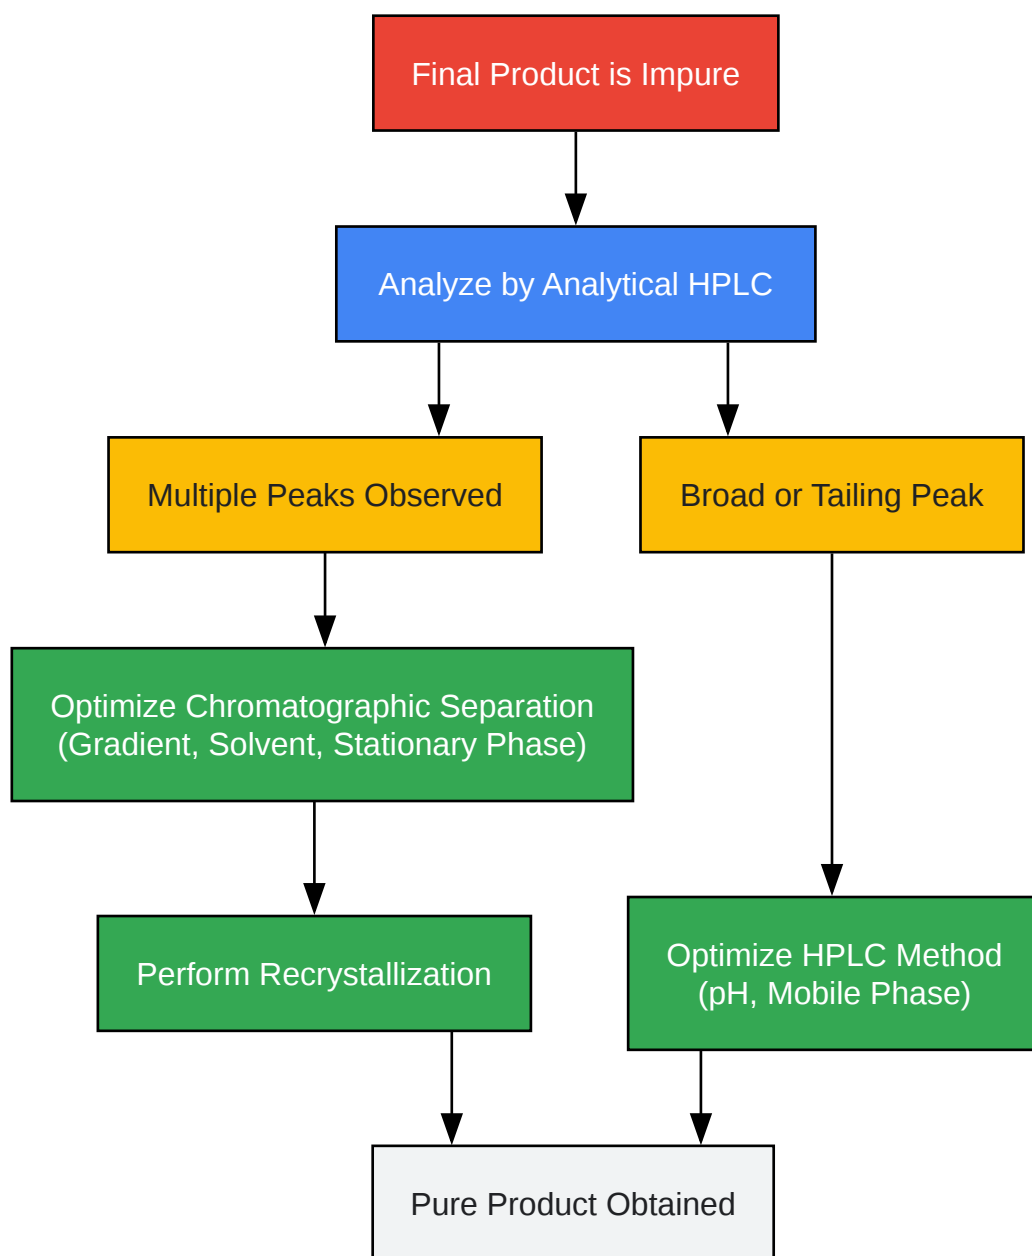 Final Product is Impure
Analyze by Analytical HPLC
Multiple Peaks Observed
Broad or Tailing Peak
Optimize Chromatographic Separation
(Gradient, Solvent, Stationary Phase)
Perform Recrystallization
Optimize HPLC Method
(pH, Mobile Phase)
Pure Product Obtained